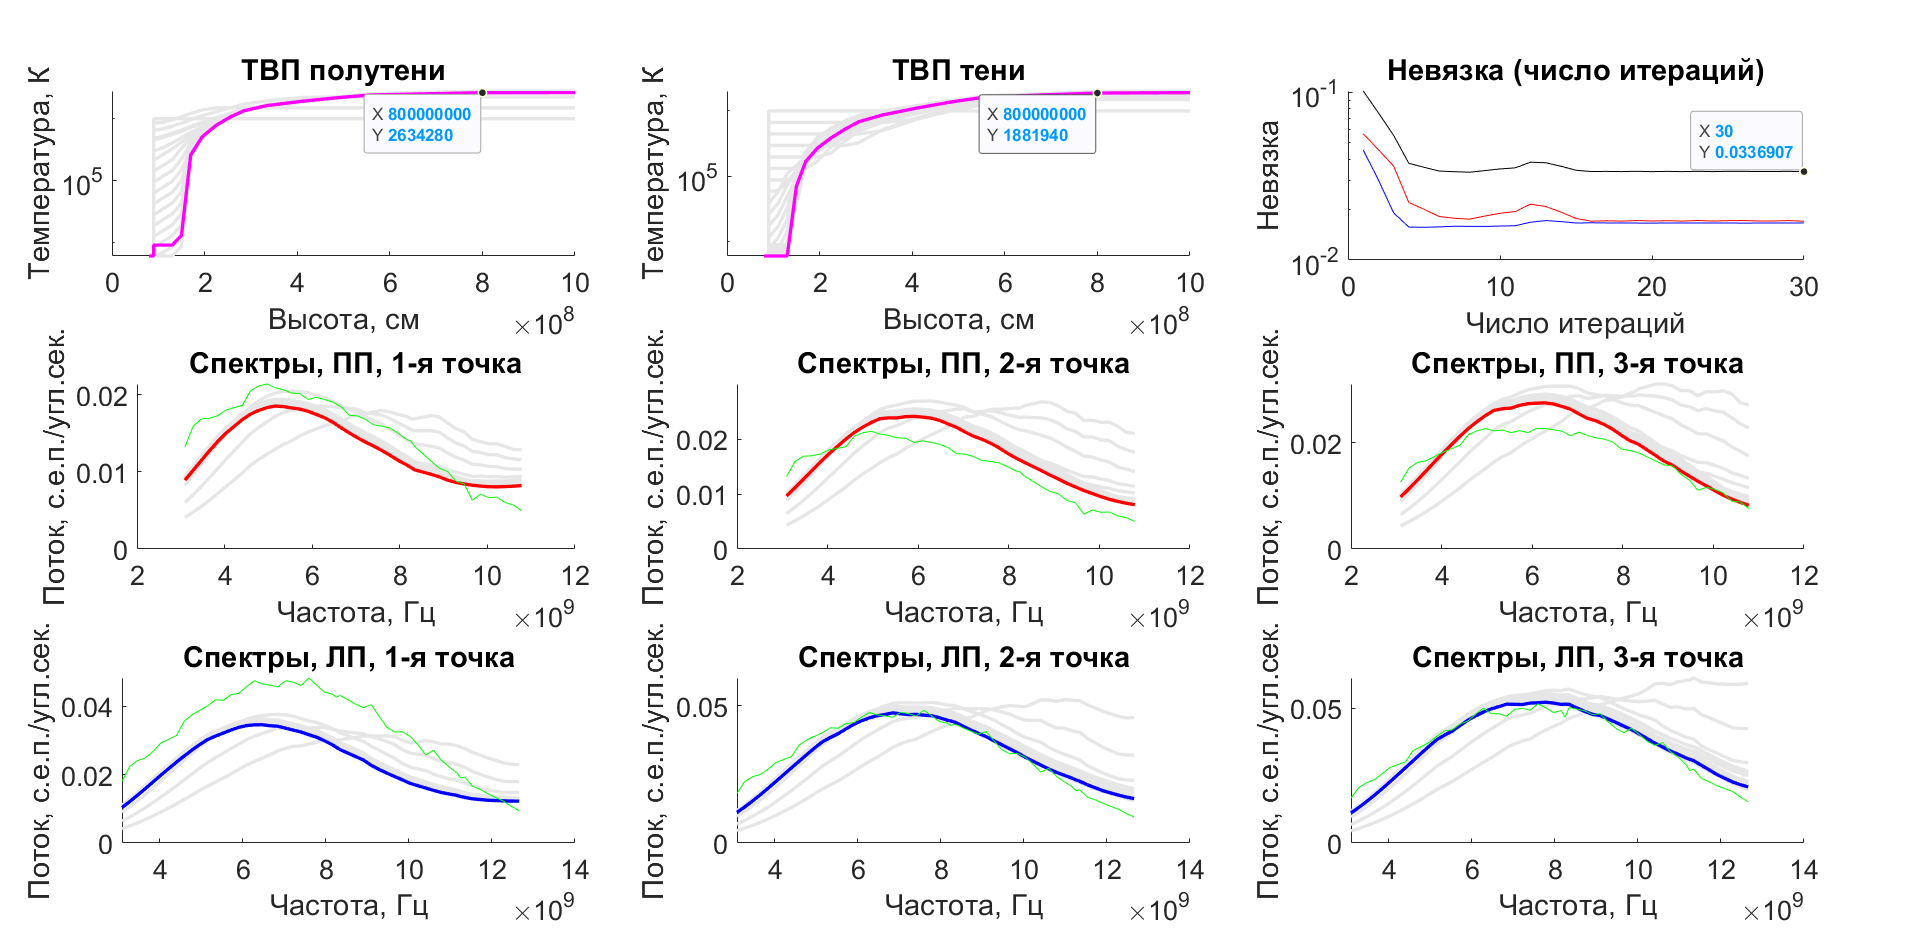 ТВП полутени
Температура, К
10^5
X 800000000
Y 2634280
0 2 4 6 8 10
Высота, см
×10^8
ТВП тени
Температура, К
10^5
X 800000000
Y 1881940
0 2 4 6 8 10
Высота, см
×10^8
Невязка (число итераций)
Невязка
10^-1
10^-2
X 30
Y 0.0336907
0 10 20 30
Число итераций
Спектры, ПП, 1-я точка
Поток, с.е.п./угл.сек.
0.02
0.01
0
2 4 6 8 10 12
Частота, Гц
×10^9
Спектры, ПП, 2-я точка
Поток, с.е.п./угл.сек.
0.02
0.01
0
2 4 6 8 10 12
Частота, Гц
×10^9
Спектры, ПП, 3-я точка
Поток, с.е.п./угл.сек.
0.02
0
2 4 6 8 10 12
Частота, Гц
×10^9
Спектры, ЛП, 1-я точка
Поток, с.е.п./угл.сек.
0.04
0.02
0
4 6 8 10 12 14
Частота, Гц
×10^9
Спектры, ЛП, 2-я точка
Поток, с.е.п./угл.сек.
0.05
0
4 6 8 10 12 14
Частота, Гц
×10^9
Спектры, ЛП, 3-я точка
Поток, с.е.п./угл.сек.
0.05
0
4 6 8 10 12 14
Частота, Гц
×10^9